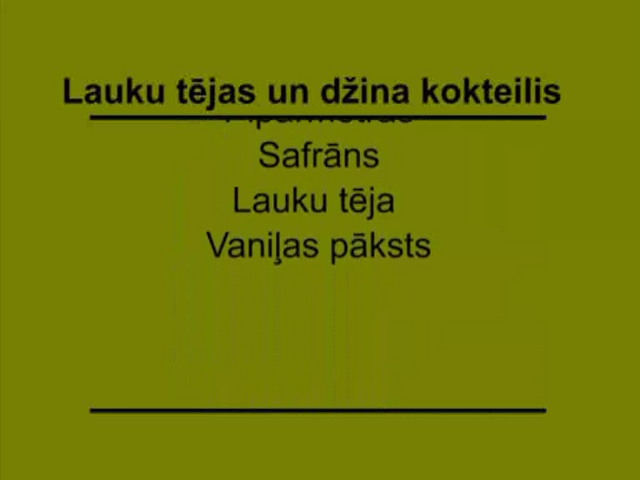 Lauku tējas un džina kokteilis
Safrāns
Lauku tēja
Vaniļas pāksts